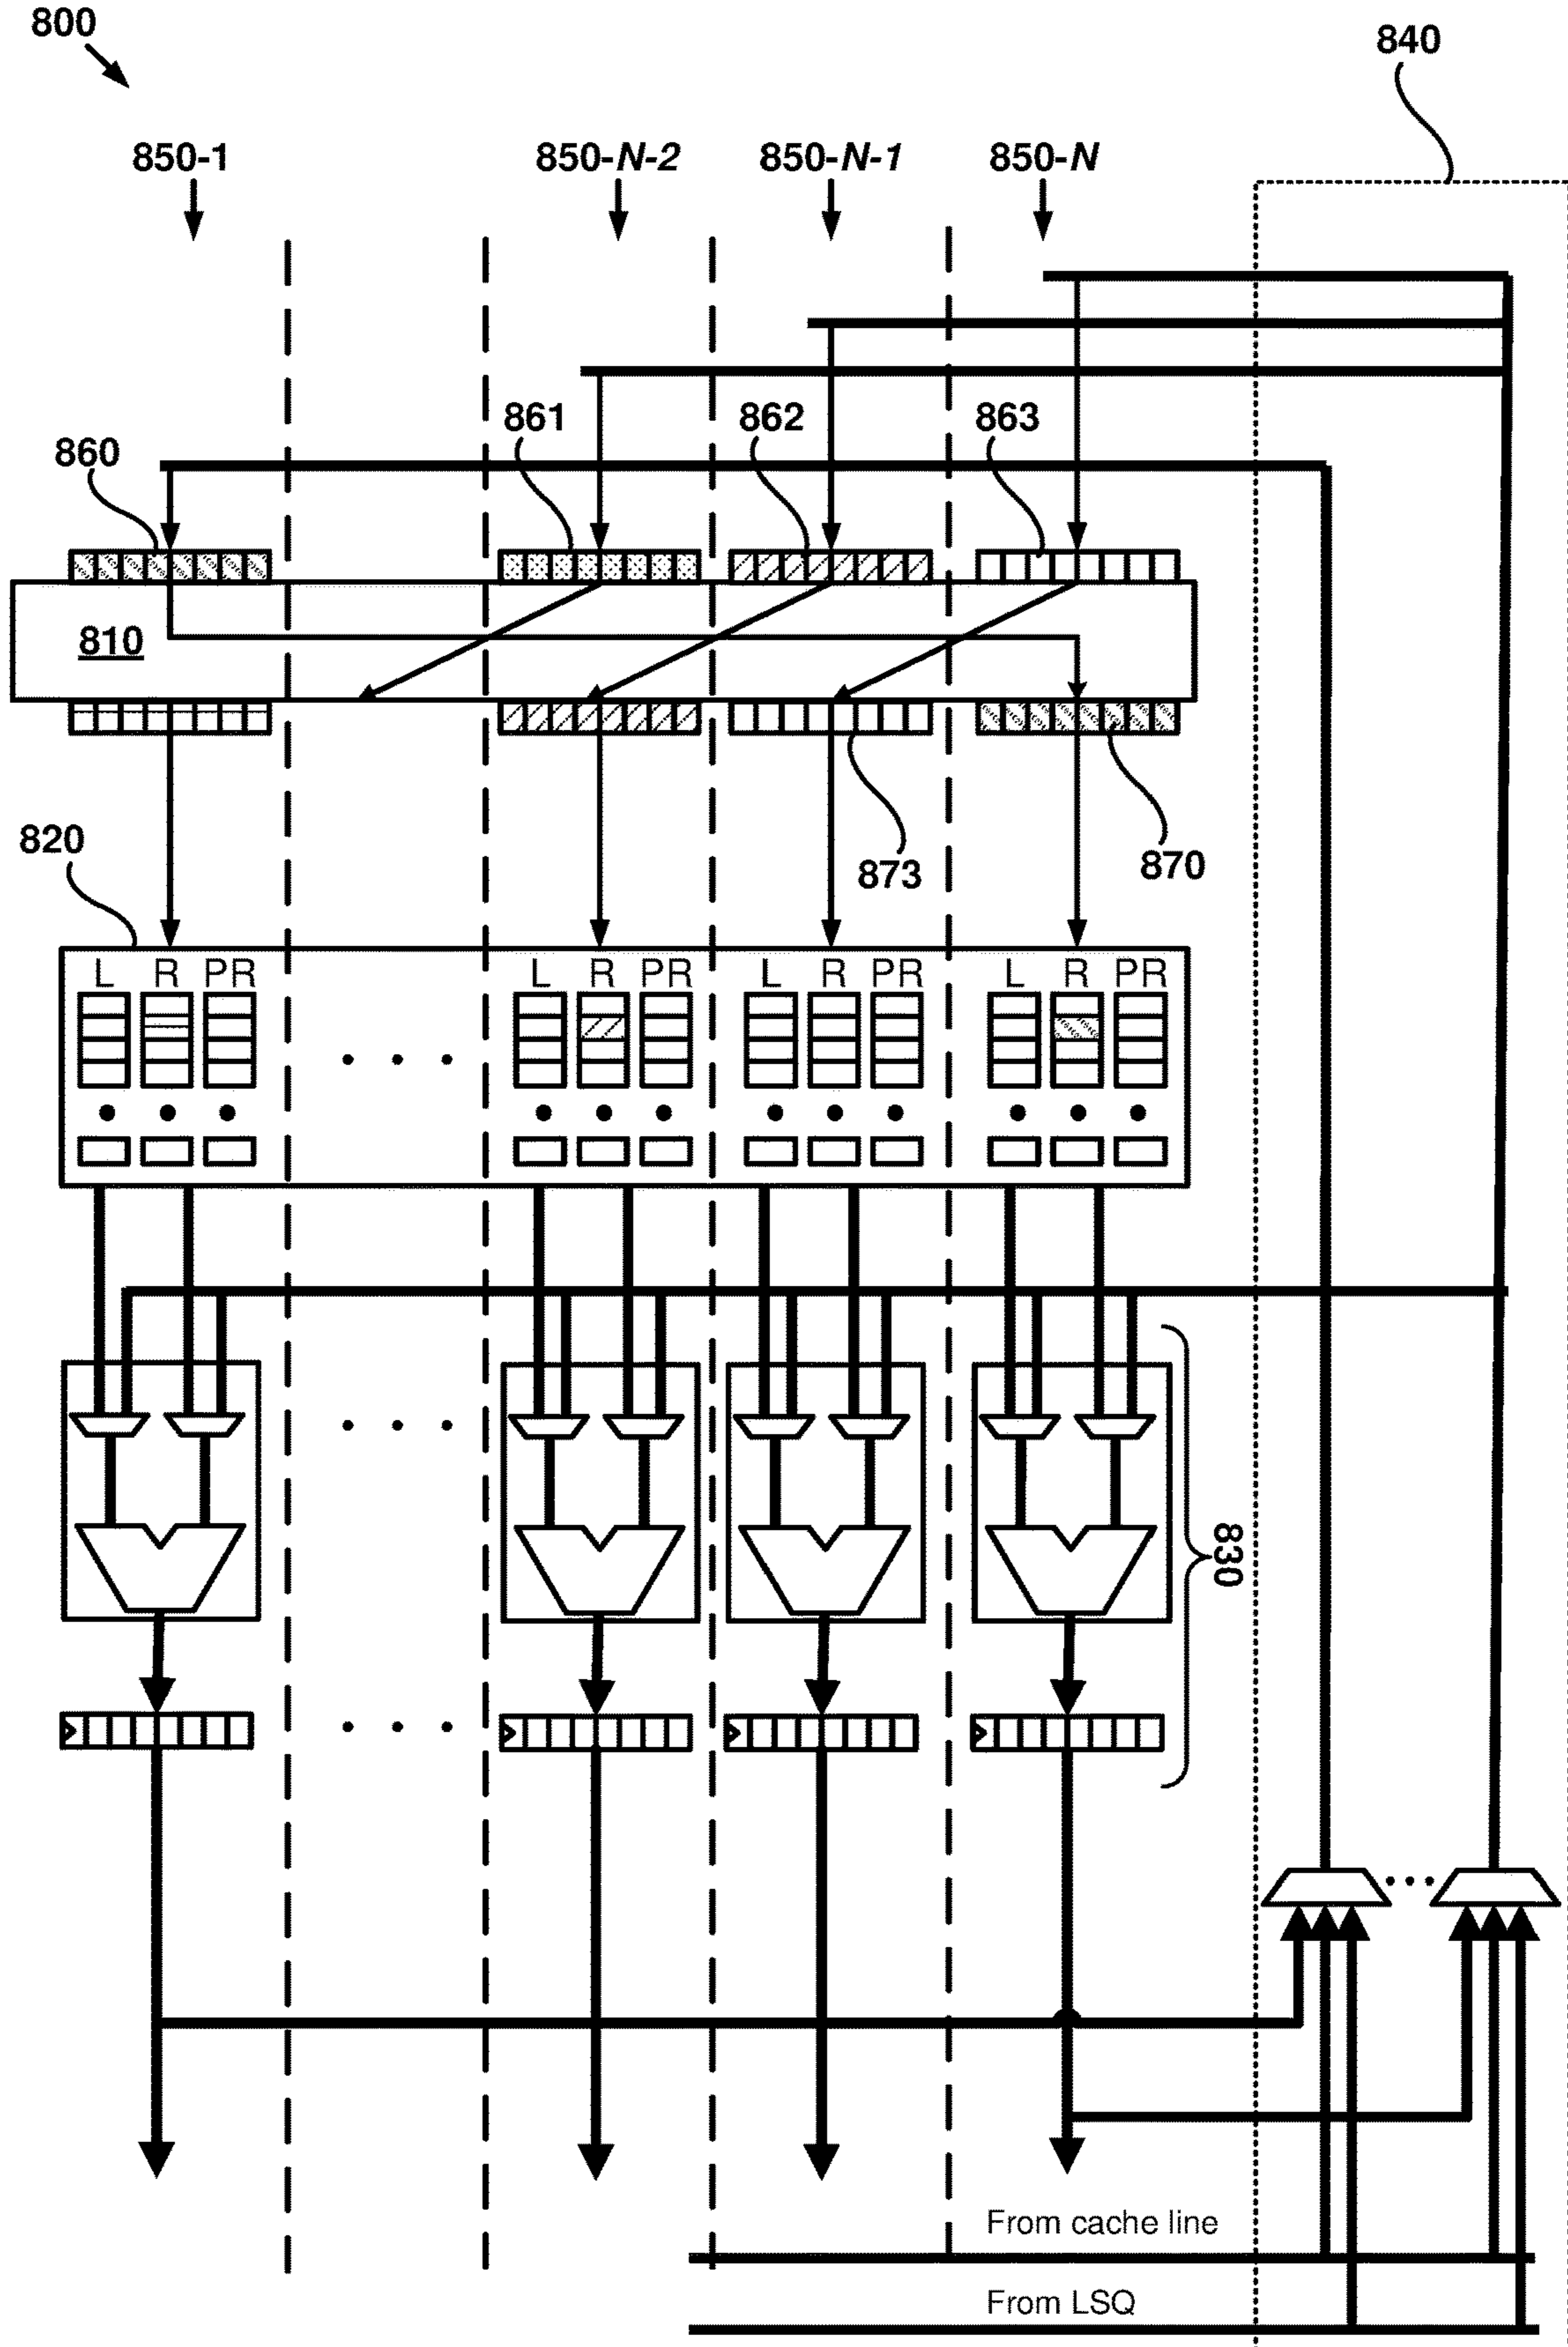 800
840
850-1
850-N-2
850-N-1
850-N
861
862
863
860
810
873
870
820
L R PR
L R PR
L R PR
L R PR
830
From cache line
From LSQ